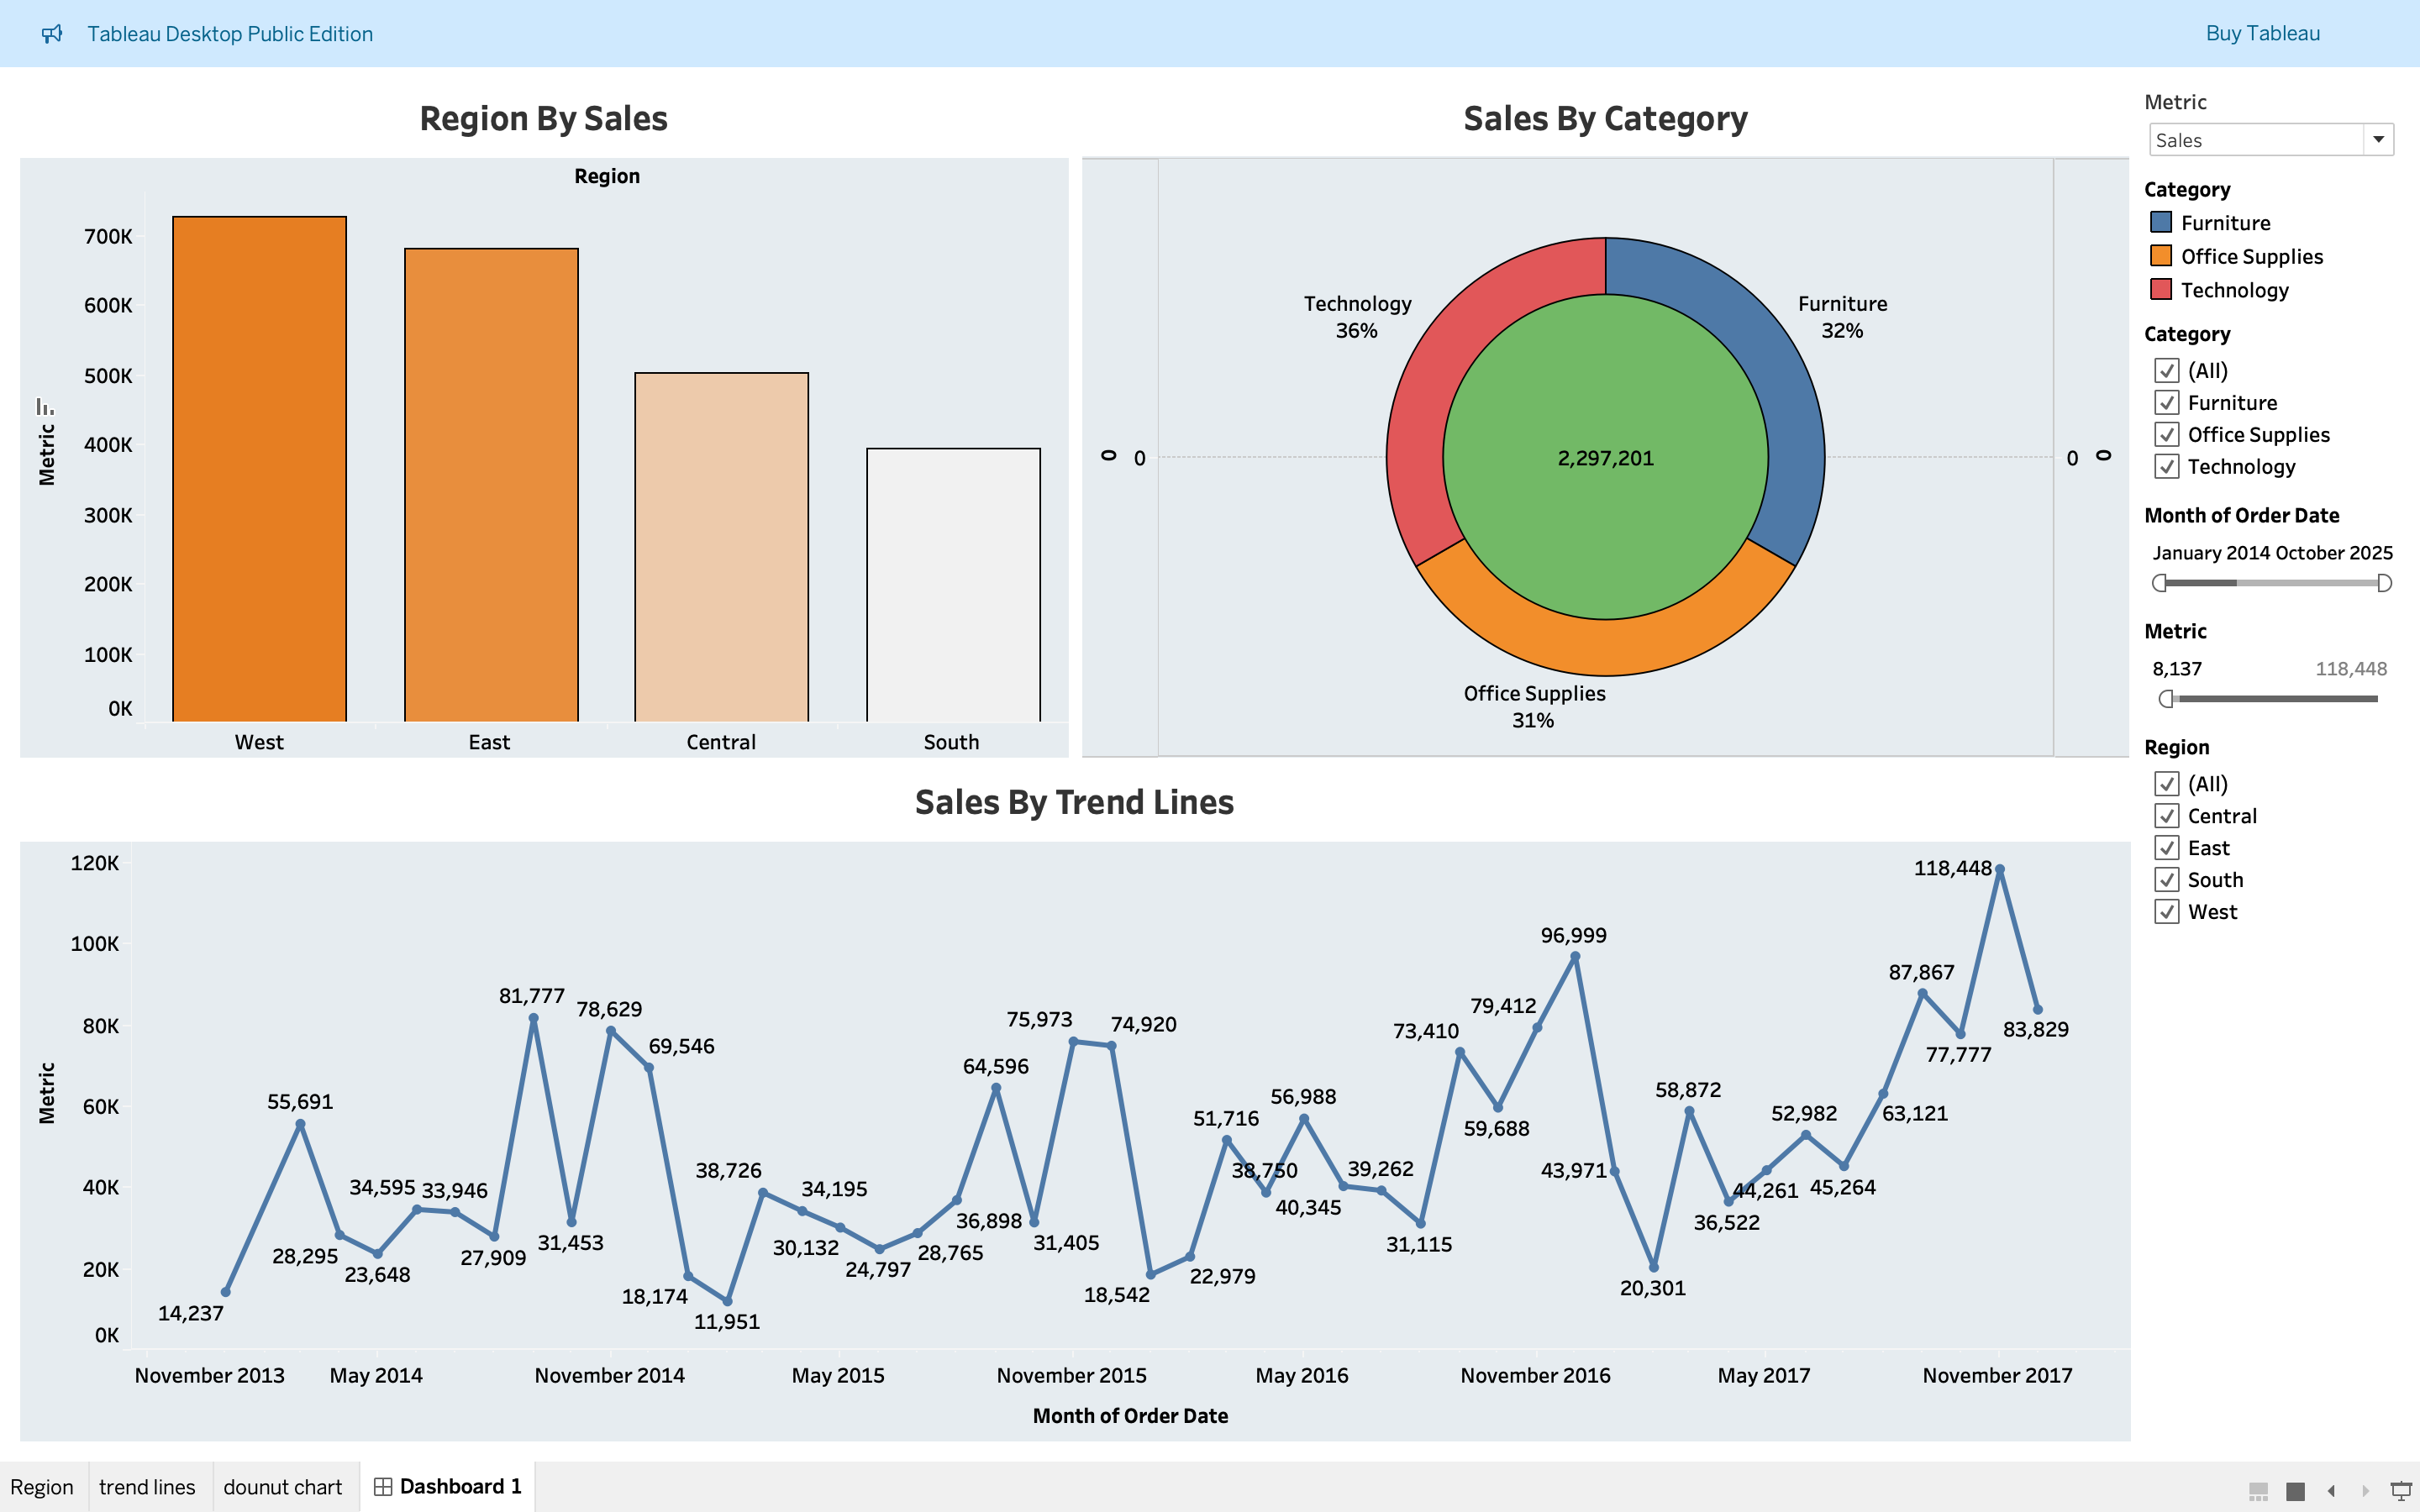 Tableau Desktop Public Edition
Buy Tableau
Region By Sales
Region
Metric
700K
600K
500K
400K
300K
200K
100K
0K
West
East
Central
South
Sales By Category
Technology
36%
Furniture
32%
2,297,201
0
0
0
0
Office Supplies
31%
Metric
Sales
Category
Furniture
Office Supplies
Technology
Category
(All)
Furniture
Office Supplies
Technology
Month of Order Date
January 2014 October 2025
Metric
8,137 118,448
Region
(All)
Central
East
South
West
Sales By Trend Lines
Metric
120K
100K
80K
60K
40K
20K
0K
14,237
55,691
28,295
23,648
34,595
33,946
27,909
81,777
31,453
78,629
69,546
18,174
11,951
38,726
34,195
30,132
24,797
28,765
36,898
64,596
31,405
75,973
74,920
18,542
22,979
51,716
38,750
56,988
40,345
39,262
31,115
73,410
59,688
79,412
96,999
43,971
20,301
58,872
36,522
44,261
52,982
45,264
63,121
87,867
77,777
118,448
83,829
November 2013
May 2014
November 2014
May 2015
November 2015
May 2016
November 2016
May 2017
November 2017
Month of Order Date
Region
trend lines
dounut chart
Dashboard 1